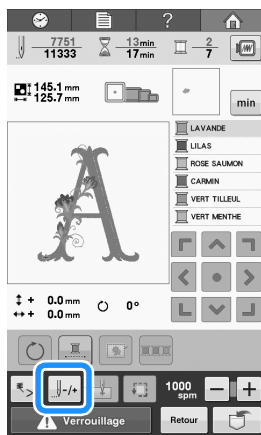 ?
7751
11333
13min
17min
2
7
145.1 mm
125.7 mm
min
LAVANDE
LILAS
ROSE SAUMON
CARMIN
VERT TILLEUL
VERT MENTHE
A
+ 0.0 mm
+ 0.0 mm
0°
-/+
1000
spm
- +
Verrouillage
Retour